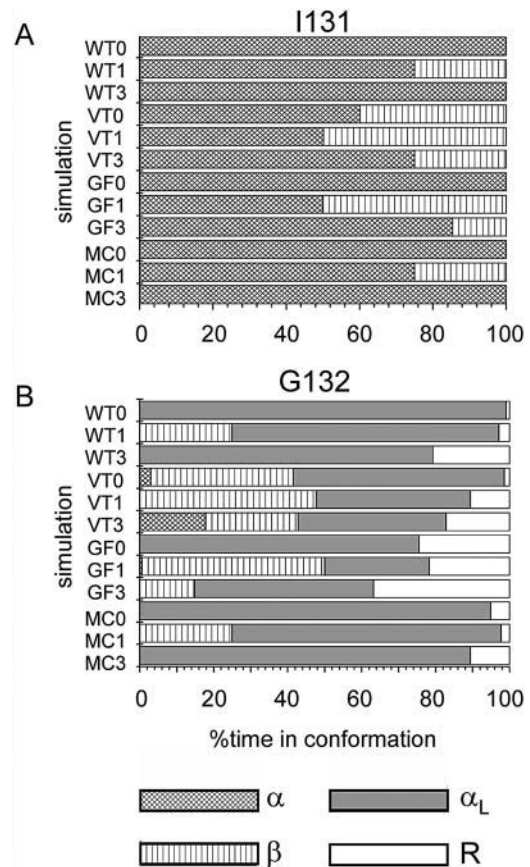 A
I131
simulation
WT0
WT1
WT3
VT0
VT1
VT3
GF0
GF1
GF3
MC0
MC1
MC3
0 20 40 60 80 100
B
G132
simulation
WT0
WT1
WT3
VT0
VT1
VT3
GF0
GF1
GF3
MC0
MC1
MC3
0 20 40 60 80 100
%time in conformation
α αL
β R